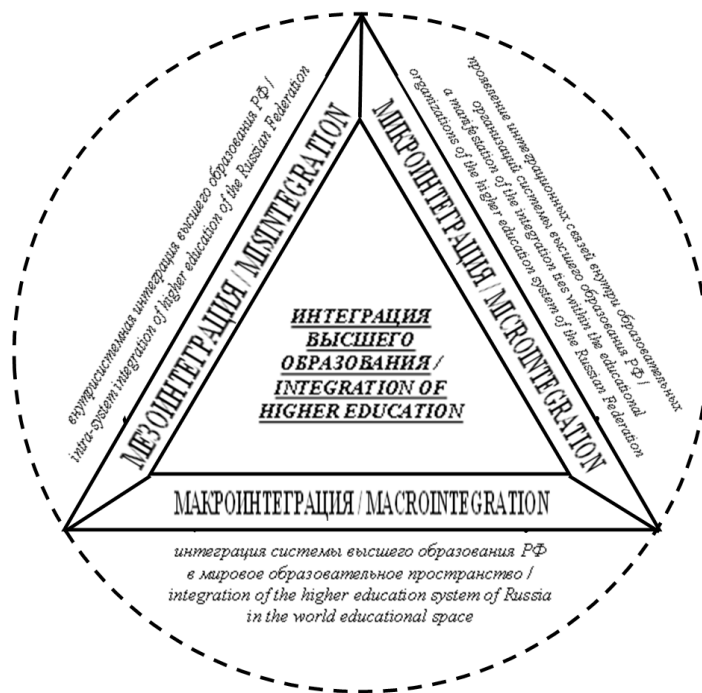 внутрисистемная интеграция высшего образования РФ /
intra-system integration of higher education of the Russian Federation
МЕЗОИНТЕГРАЦИЯ / MISINTEGRATION
проявление интеграционных связей внутри образовательных
организаций системы высшего образования РФ /
a manifestation of the integration ties within the educational
organizations of the higher education system of the Russian Federation
МИКРОИНТЕГРАЦИЯ / MICROINTEGRATION
ИНТЕГРАЦИЯ
ВЫСШЕГО
ОБРАЗОВАНИЯ /
INTEGRATION OF
HIGHER EDUCATION
МАКРОИНТЕГРАЦИЯ / MACROINTEGRATION
интеграция системы высшего образования РФ
в мировое образовательное пространство /
integration of the higher education system of Russia
in the world educational space